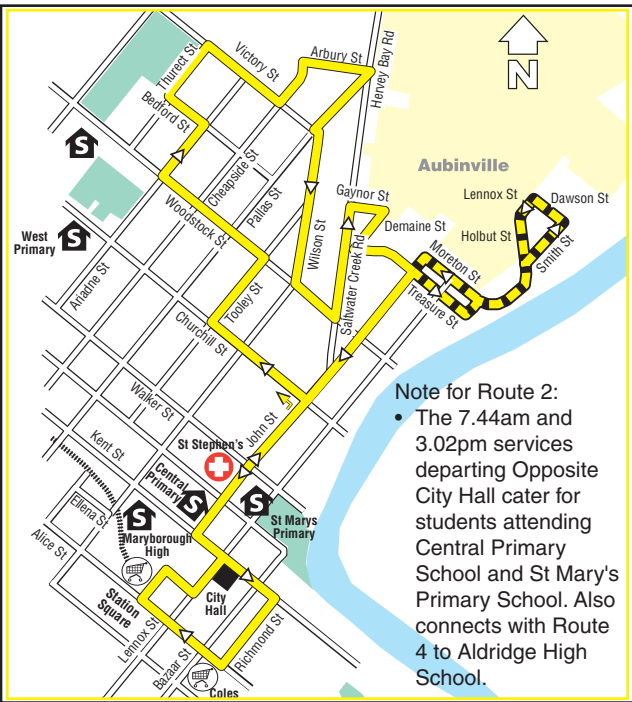 Victory St
Arbury St
Hervey Bay Rd
Thurect St
N
Bedford St
S
Cheapside St
Pallas St
Aubinville
Gaynor St
Lennox St
Dawson St
Demaine St
Woodstock St
West
Primary
S
Wilson St
Saltwater Creek Rd
Moreton St
Holbut St
Smith St
Ariadne St
Tooley St
Treasure St
Churchill St
Walker St
John St
St Stephen's
Kent St
Central
Primary
S
S
St Marys
Primary
Ellena St
S
Maryborough
High
Alice St
Station
Square
City
Hall
Lennox St
Bazaar St
Richmond St
Coles
Note for Route 2:
• The 7.44am and
3.02pm services
departing Opposite
City Hall cater for
students attending
Central Primary
School and St Mary's
Primary School. Also
connects with Route
4 to Aldridge High
School.